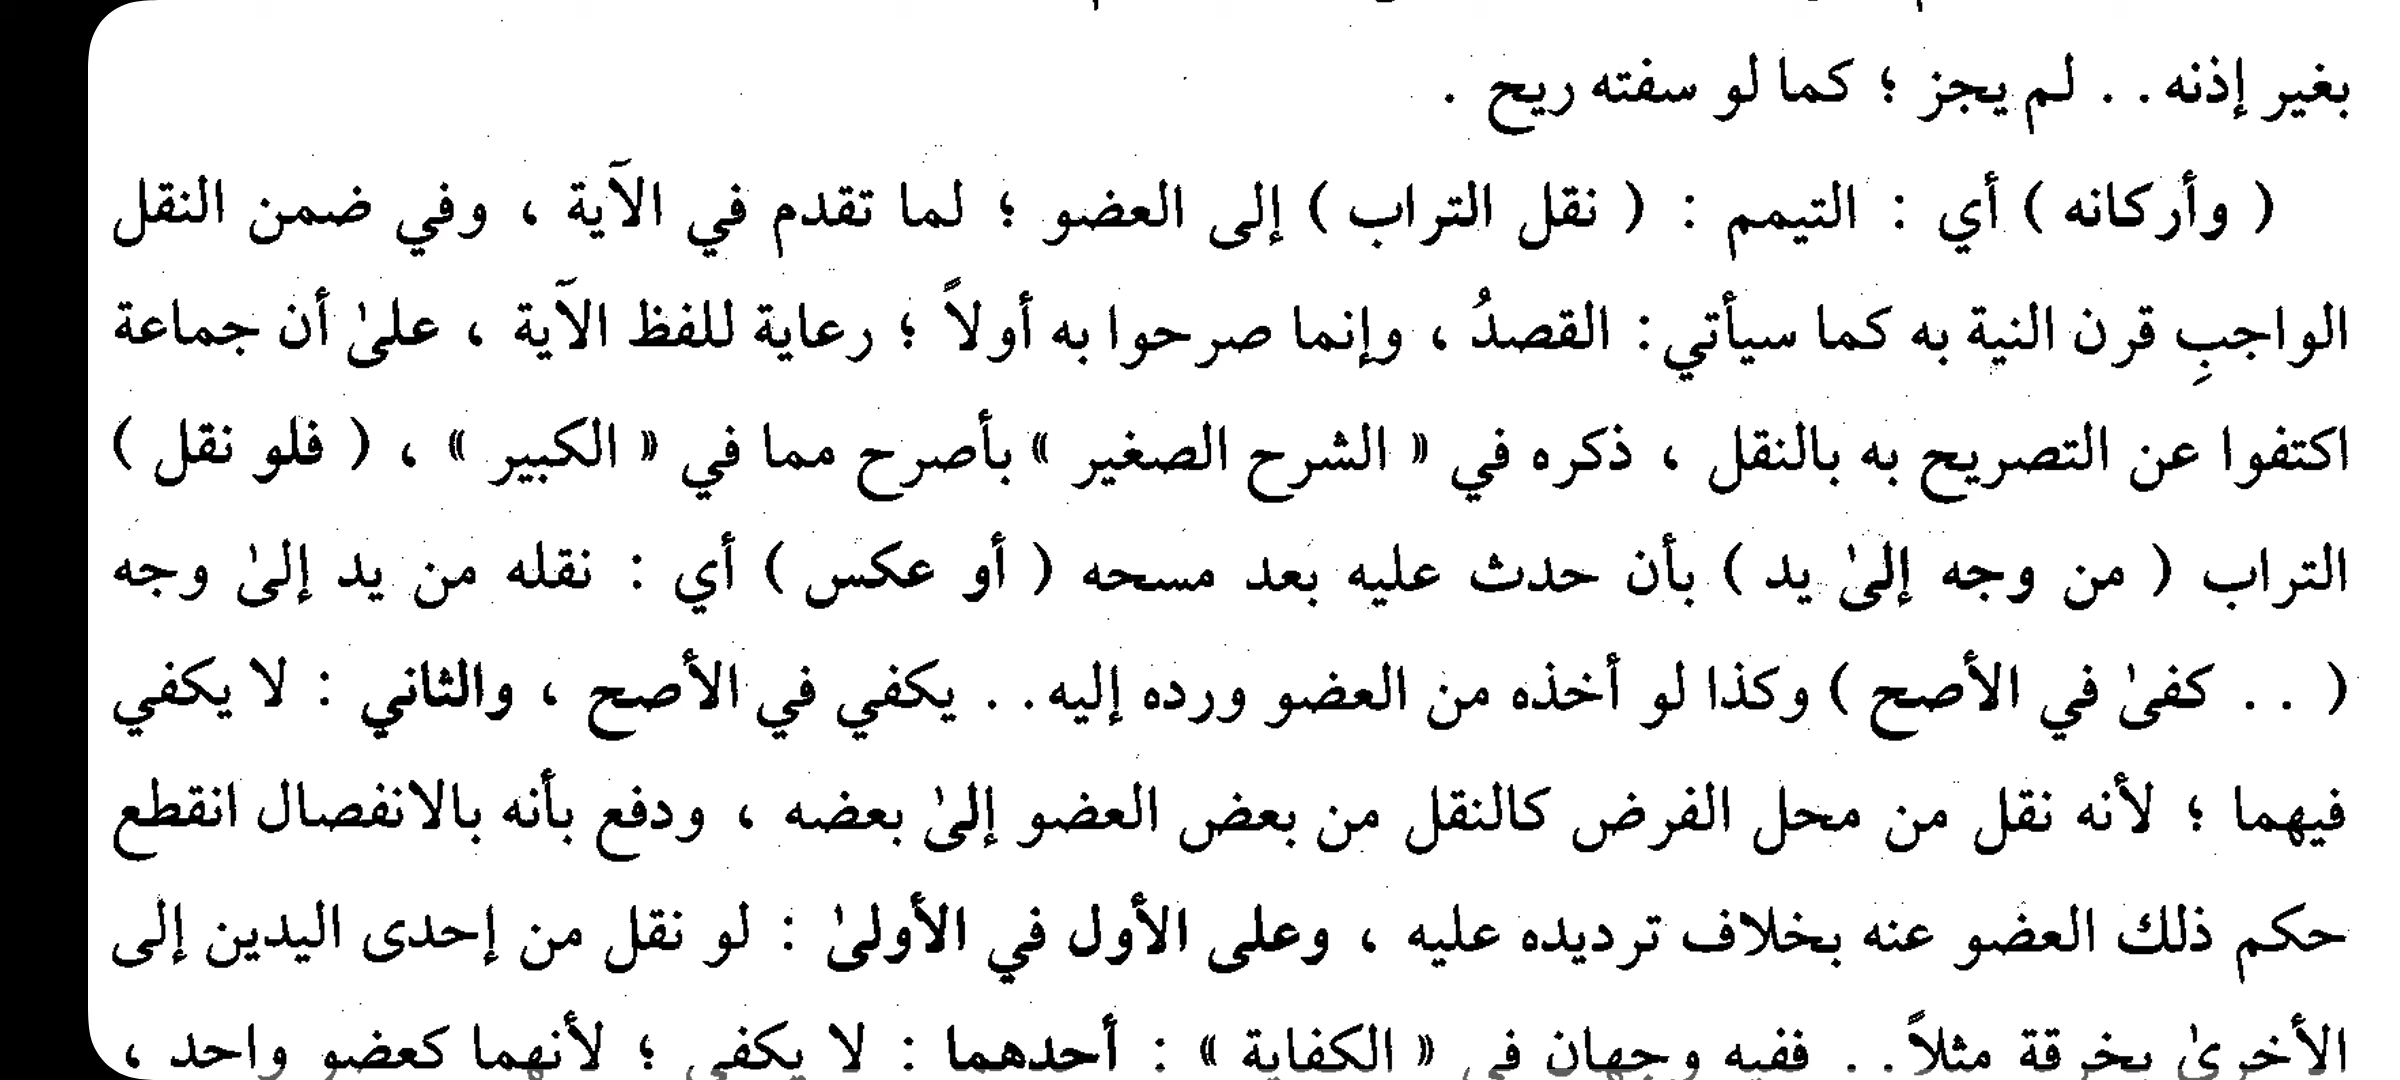 بغير إذنه . . لم يجز ؛ كما لو سفته ريح .
( وأركانه ) أي : التيمم : ( نقل التراب ) إلى العضو ؛ لما تقدم في الآية ، وفي ضمن النقل
الواجبِ قرن النية به كما سيأتي : القصدُ ، وإنما صرحوا به أولاً ؛ رعاية للفظ الآية ، علىٰ أن جماعة
اكتفوا عن التصريح به بالنقل ، ذكره في « الشرح الصغير » بأصرح مما في « الكبير » ، ( فلو نقل )
التراب ( من وجه إلىٰ يد ) بأن حدث عليه بعد مسحه ( أو عكس ) أي : نقله من يد إلىٰ وجه
( . . كفىٰ في الأصح ) وكذا لو أخذه من العضو ورده إليه . . يكفي في الأصح ، والثاني : لا يكفي
فيهما ؛ لأنه نقل من محل الفرض كالنقل من بعض العضو إلىٰ بعضه ، ودفع بأنه بالانفصال انقطع
حكم ذلك العضو عنه بخلاف ترديده عليه ، وعلى الأول في الأولىٰ : لو نقل من إحدى اليدين إلى
الأخرىٰ بخرقة مثلاً . . ففيه وجهان في « الكفاية » : أحدهما : لا يكفي ؛ لأنهما كعضو واحد ،